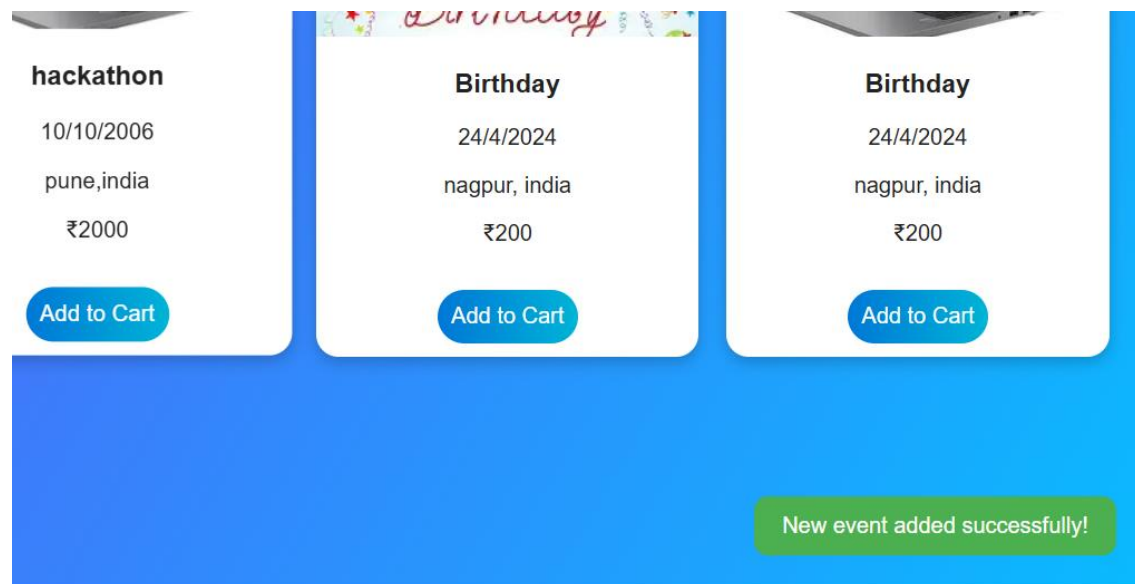 Birthday
hackathon
10/10/2006
pune,india
₹2000
Add to Cart
Birthday
24/4/2024
nagpur, india
₹200
Add to Cart
Birthday
24/4/2024
nagpur, india
₹200
Add to Cart
New event added successfully!